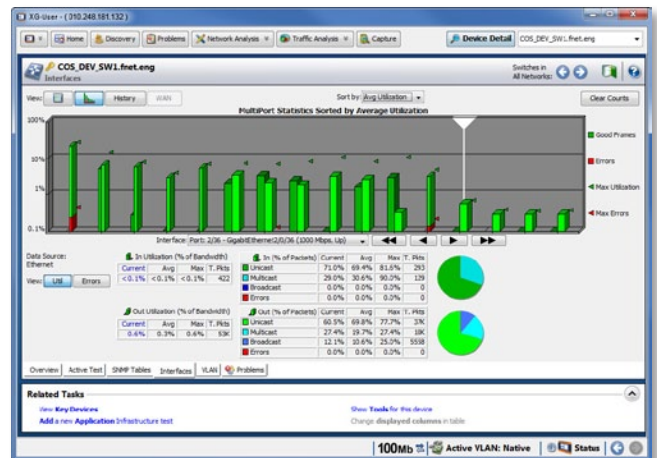 XG-User - ( 010.248.181.132 )
Home Discovery Problems Network Analysis Traffic Analysis Capture Device Detail COS_DEV_SW1.fnet.eng
COS_DEV_SW1.fnet.eng
Interfaces
Switches in
All Networks:
View: History WAN Sort by: Avg Utilization Clear Counts
MultiPort Statistics Sorted by Average Utilization
100%
10%
1%
0.1%
Good Frames
Errors
Max Utilization
Max Errors
Interface Port: 2/36 - GigabitEthernet2/0/36 (1000 Mbps, Up)
Data Source:
Ethernet
View: Util Errors
In Utilization (% of Bandwidth)
Current Avg Max T. Pkts
<0.1% <0.1% <0.1% 422
In (% of Packets) Current Avg Max T. Pkts
Unicast 71.0% 69.4% 81.6% 293
Multicast 29.0% 30.6% 90.0% 129
Broadcast 0.0% 0.0% 0.0% 0
Errors 0.0% 0.0% 0.0% 0
Out Utilization (% of Bandwidth)
Current Avg Max T. Pkts
0.6% 0.3% 0.6% 53K
Out (% of Packets) Current Avg Max T. Pkts
Unicast 60.5% 69.8% 77.7% 37K
Multicast 27.4% 19.7% 27.4% 10K
Broadcast 12.1% 10.6% 25.0% 5558
Errors 0.0% 0.0% 0.0% 0
Overview Active Test SNMP Tables Interfaces VLAN Problems
Related Tasks
View Key Devices
Add a new Application Infrastructure test
Show Tools for this device
Change displayed columns in table
100Mb Active VLAN: Native Status